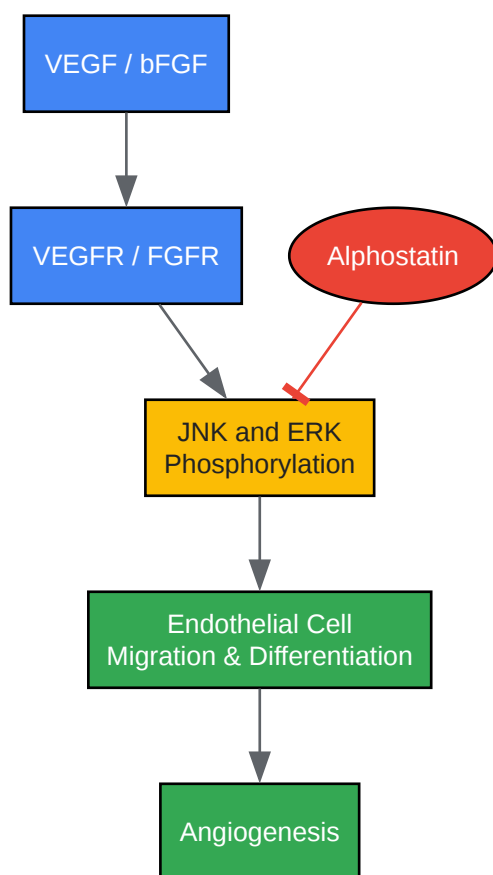 VEGF / bFGF
VEGFR / FGFR
Alphostatin
JNK and ERK
Phosphorylation
Endothelial Cell
Migration & Differentiation
Angiogenesis